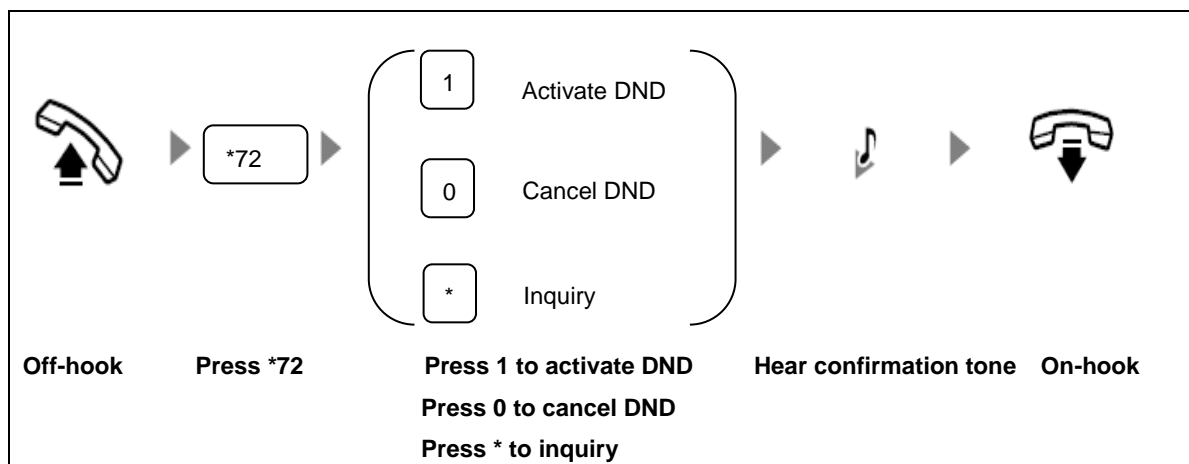 1 Activate DND
*72
0 Cancel DND
* Inquiry
Off-hook Press *72 Press 1 to activate DND Hear confirmation tone On-hook
Press 0 to cancel DND
Press * to inquiry